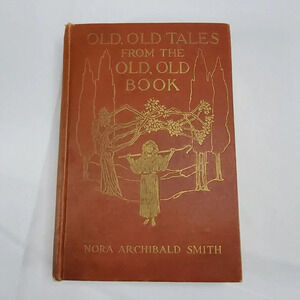 OLD, OLD TALES
FROM THE
OLD, OLD
BOOK
NORA ARCHIBALD SMITH